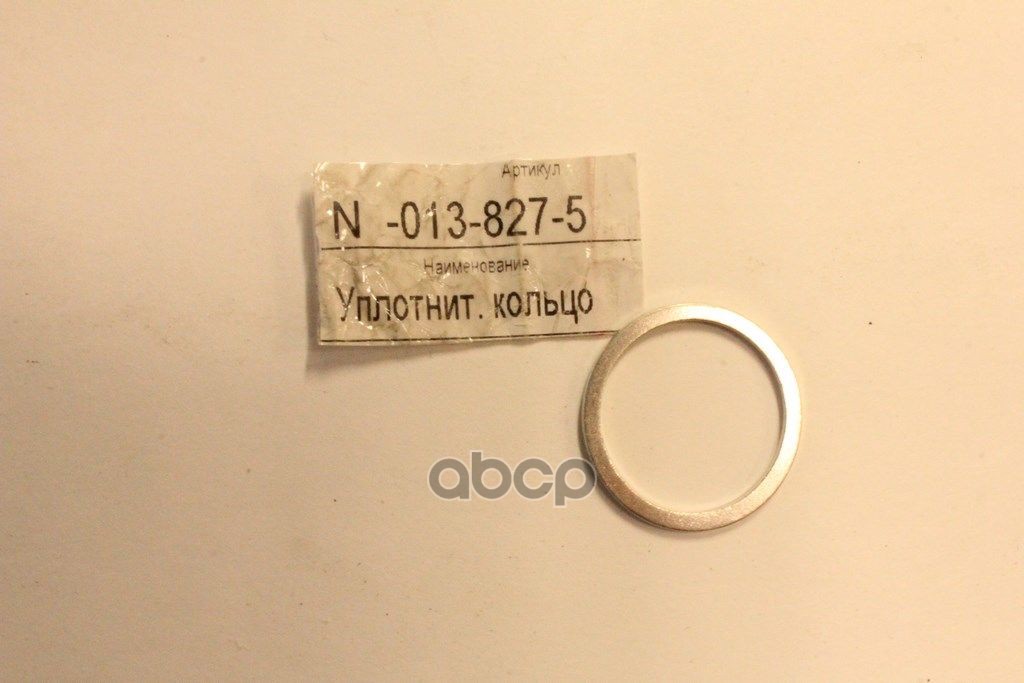 Артикул
N -013-827-5
Наименование
Уплотнит. кольцо
abcp